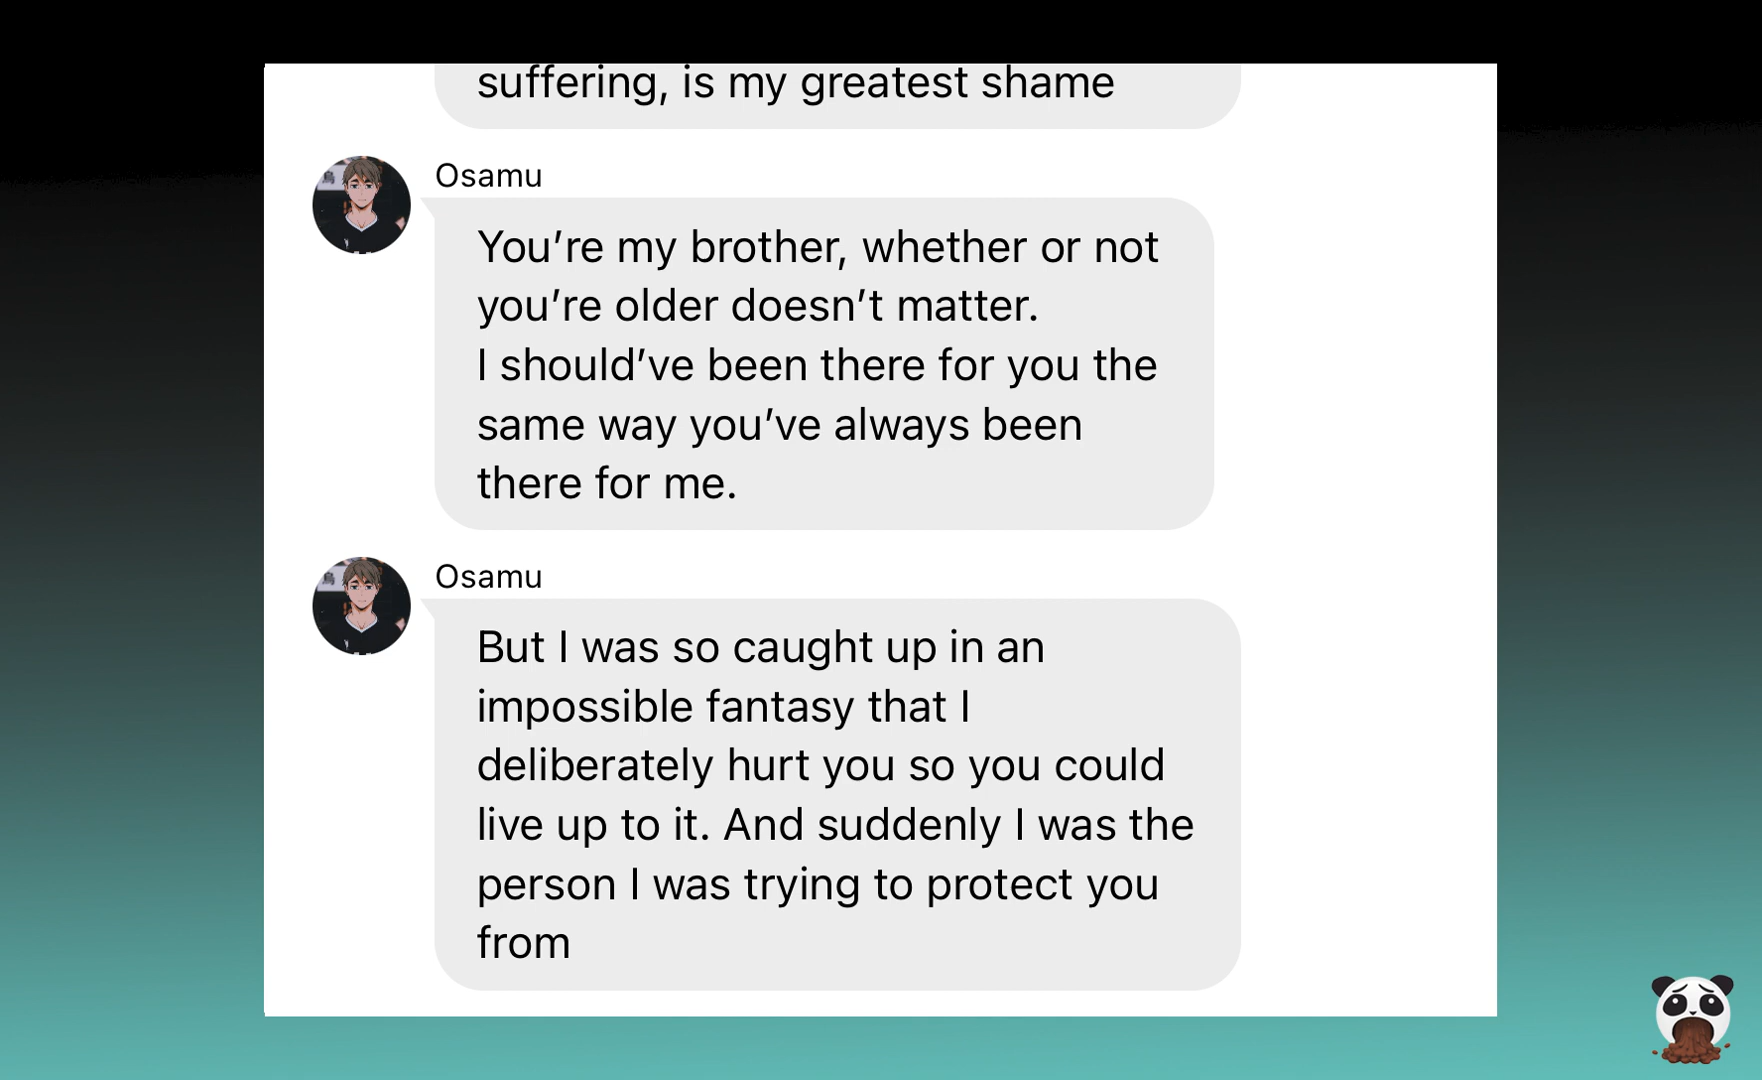 suffering, is my greatest shame
Osamu
You’re my brother, whether or not
you’re older doesn’t matter.
I should’ve been there for you the
same way you’ve always been
there for me.
Osamu
But I was so caught up in an
impossible fantasy that I
deliberately hurt you so you could
live up to it. And suddenly I was the
person I was trying to protect you
from